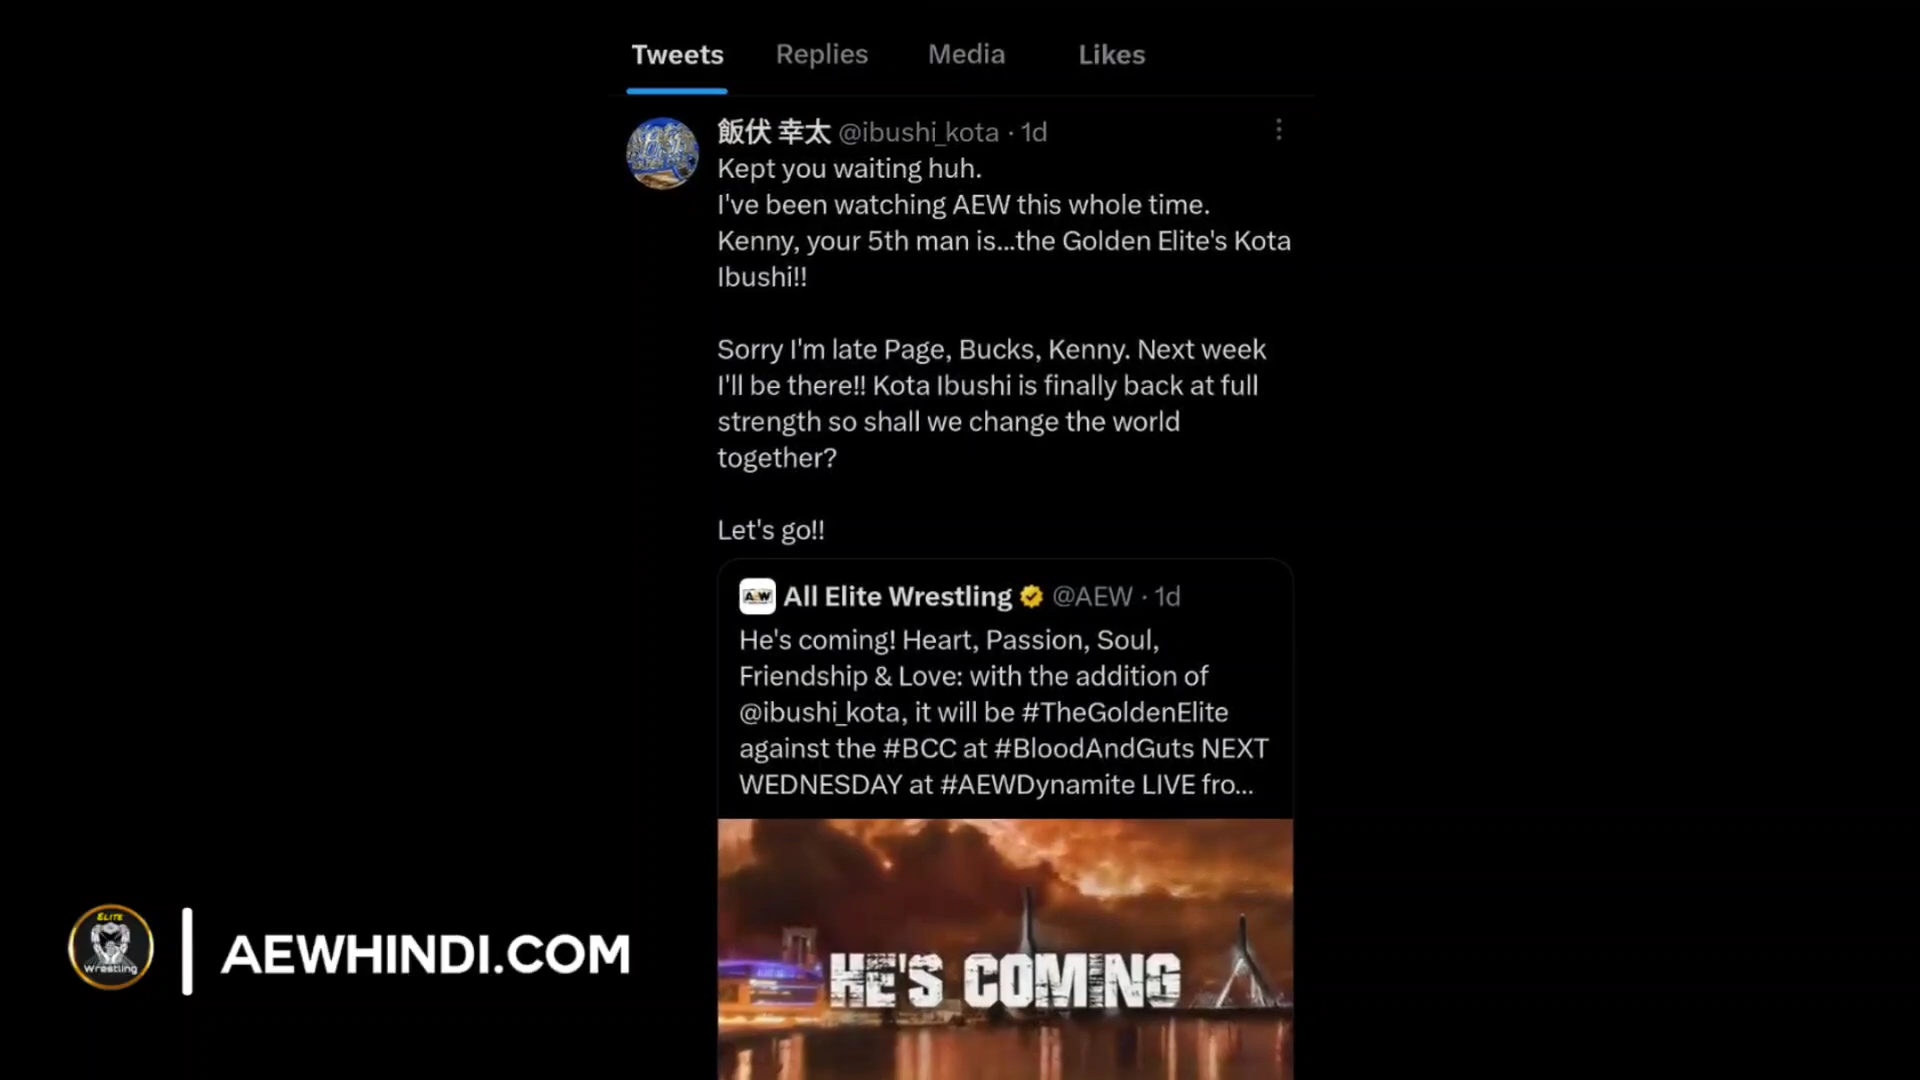 Tweets Replies Media Likes
飯伏 幸太 @ibushi_kota · 1d
Kept you waiting huh.
I've been watching AEW this whole time.
Kenny, your 5th man is...the Golden Elite's Kota
Ibushi!!
Sorry I'm late Page, Bucks, Kenny. Next week
I'll be there!! Kota Ibushi is finally back at full
strength so shall we change the world
together?
Let's go!!
AEW All Elite Wrestling @AEW · 1d
He's coming! Heart, Passion, Soul,
Friendship & Love: with the addition of
@ibushi_kota, it will be #TheGoldenElite
against the #BCC at #BloodAndGuts NEXT
WEDNESDAY at #AEWDynamite LIVE fro...
HE'S COMING
ELITE
Wrestling
AEWHINDI.COM